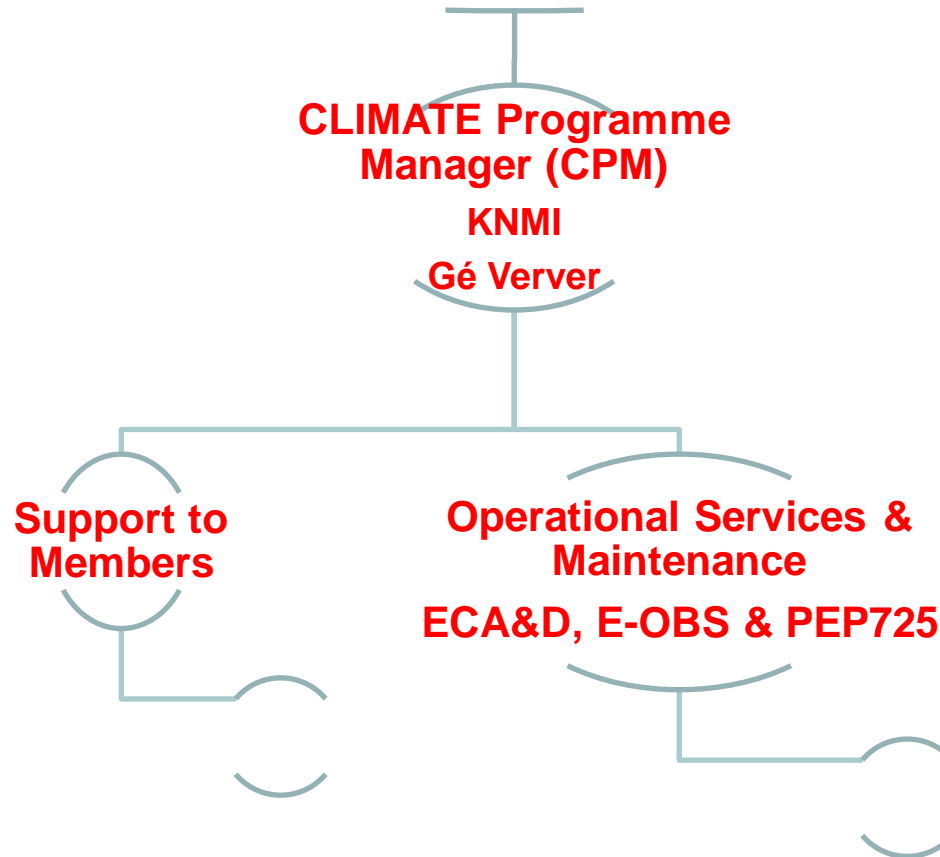 CLIMATE Programme
Manager (CPM)
KNMI
Gé Verver
Support to
Members
Operational Services &
Maintenance
ECA&D, E-OBS & PEP725